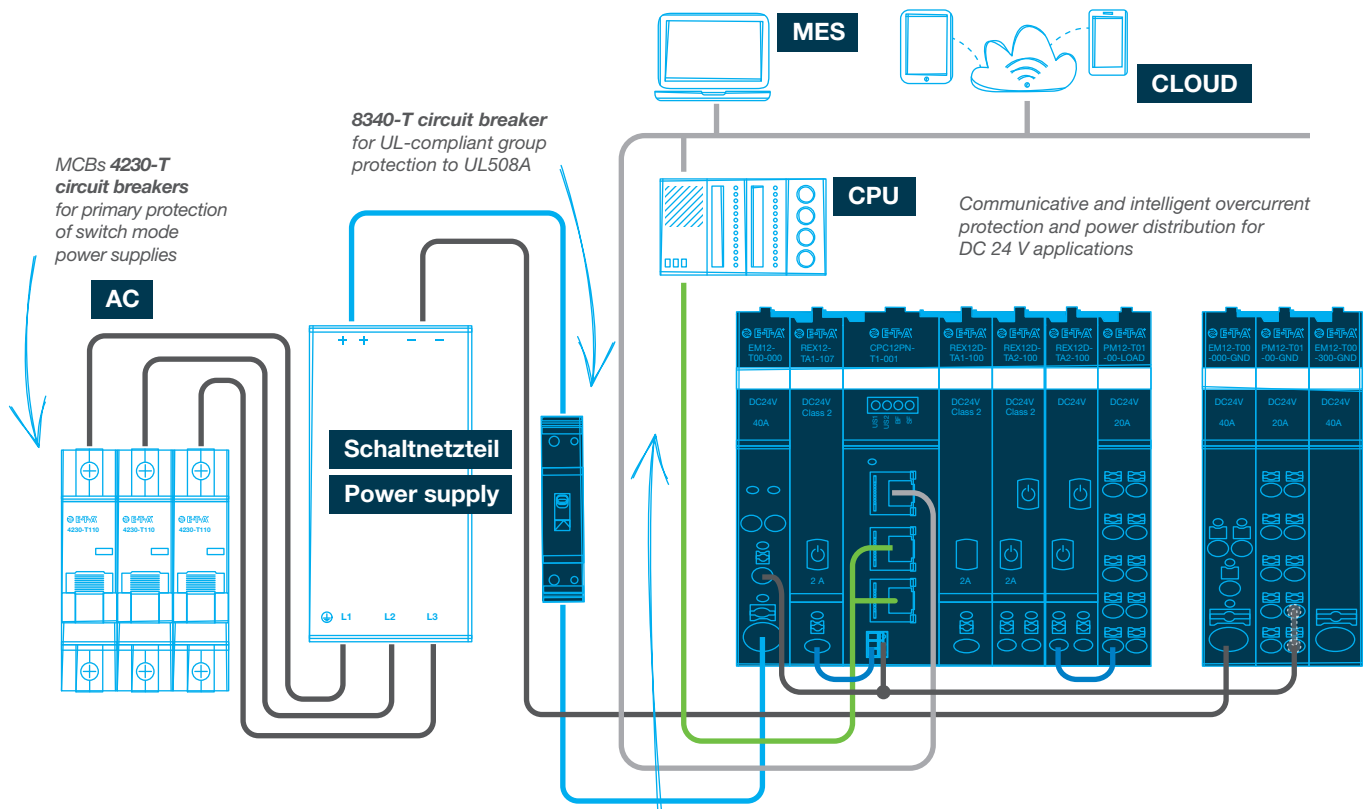 MES
CLOUD
8340-T circuit breaker
for UL-compliant group
protection to UL508A
MCBs 4230-T
circuit breakers
for primary protection
of switch mode
power supplies
AC
CPU
Communicative and intelligent overcurrent
protection and power distribution for
DC 24 V applications
+ + − −
Schaltnetzteil
Power supply
L1 L2 L3
E-T-A E-T-A E-T-A
4230-T110 4230-T110 4230-T110
E-T-A
EM12-
T00-000
DC24V
40A
E-T-A
REX12-
TA1-107
DC24V
Class 2
2 A
E-T-A
CPC12PN-
T1-001
US1
US2
BF
SF
E-T-A
REX12D-
TA1-100
DC24V
Class 2
2A
E-T-A
REX12D-
TA2-100
DC24V
Class 2
2A
E-T-A
REX12D-
TA2-100
DC24V
E-T-A
PM12-T01
-00-LOAD
DC24V
20A
E-T-A
EM12-T00
-000-GND
DC24V
40A
E-T-A
PM12-T01
-00-GND
DC24V
20A
E-T-A
EM12-T00
-300-GND
DC24V
40A